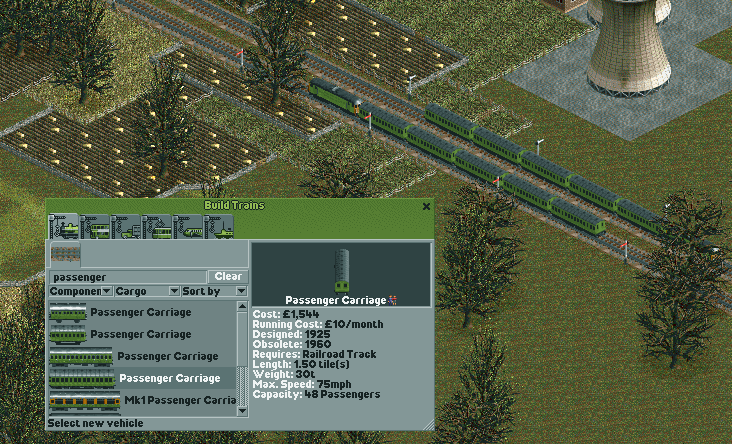 Build Trains
passenger
Clear
Componen
Cargo
Sort by
Passenger Carriage
Passenger Carriage
Passenger Carriage
Passenger Carriage
Mk1 Passenger Carria
Passenger Carriage
Cost: £1,544
Running Cost: £10/month
Designed: 1925
Obsolete: 1960
Requires: Railroad Track
Length: 1.50 tile(s)
Weight: 30t
Max. Speed: 75mph
Capacity: 48 Passengers
Select new vehicle